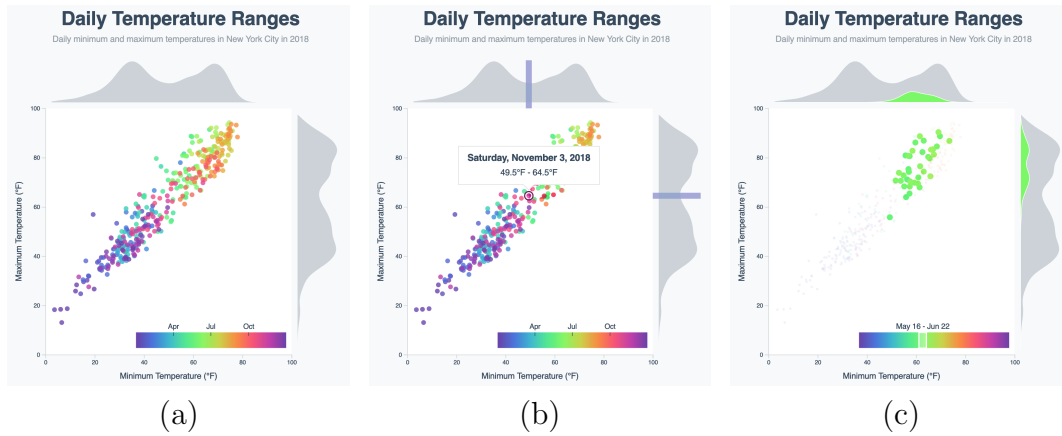 Daily Temperature Ranges
Daily minimum and maximum temperatures in New York City in 2018
100
80
60
40
20
0
Maximum Temperature (°F)
Apr Jul Oct
0 20 40 60 80 100
Minimum Temperature (°F)
(a)
Daily Temperature Ranges
Daily minimum and maximum temperatures in New York City in 2018
100
80
60
40
20
0
Maximum Temperature (°F)
Saturday, November 3, 2018
49.5°F - 64.5°F
Apr Jul Oct
0 20 40 60 80 100
Minimum Temperature (°F)
(b)
Daily Temperature Ranges
Daily minimum and maximum temperatures in New York City in 2018
100
80
60
40
20
0
Maximum Temperature (°F)
May 16 - Jun 22
0 20 40 60 80 100
Minimum Temperature (°F)
(c)